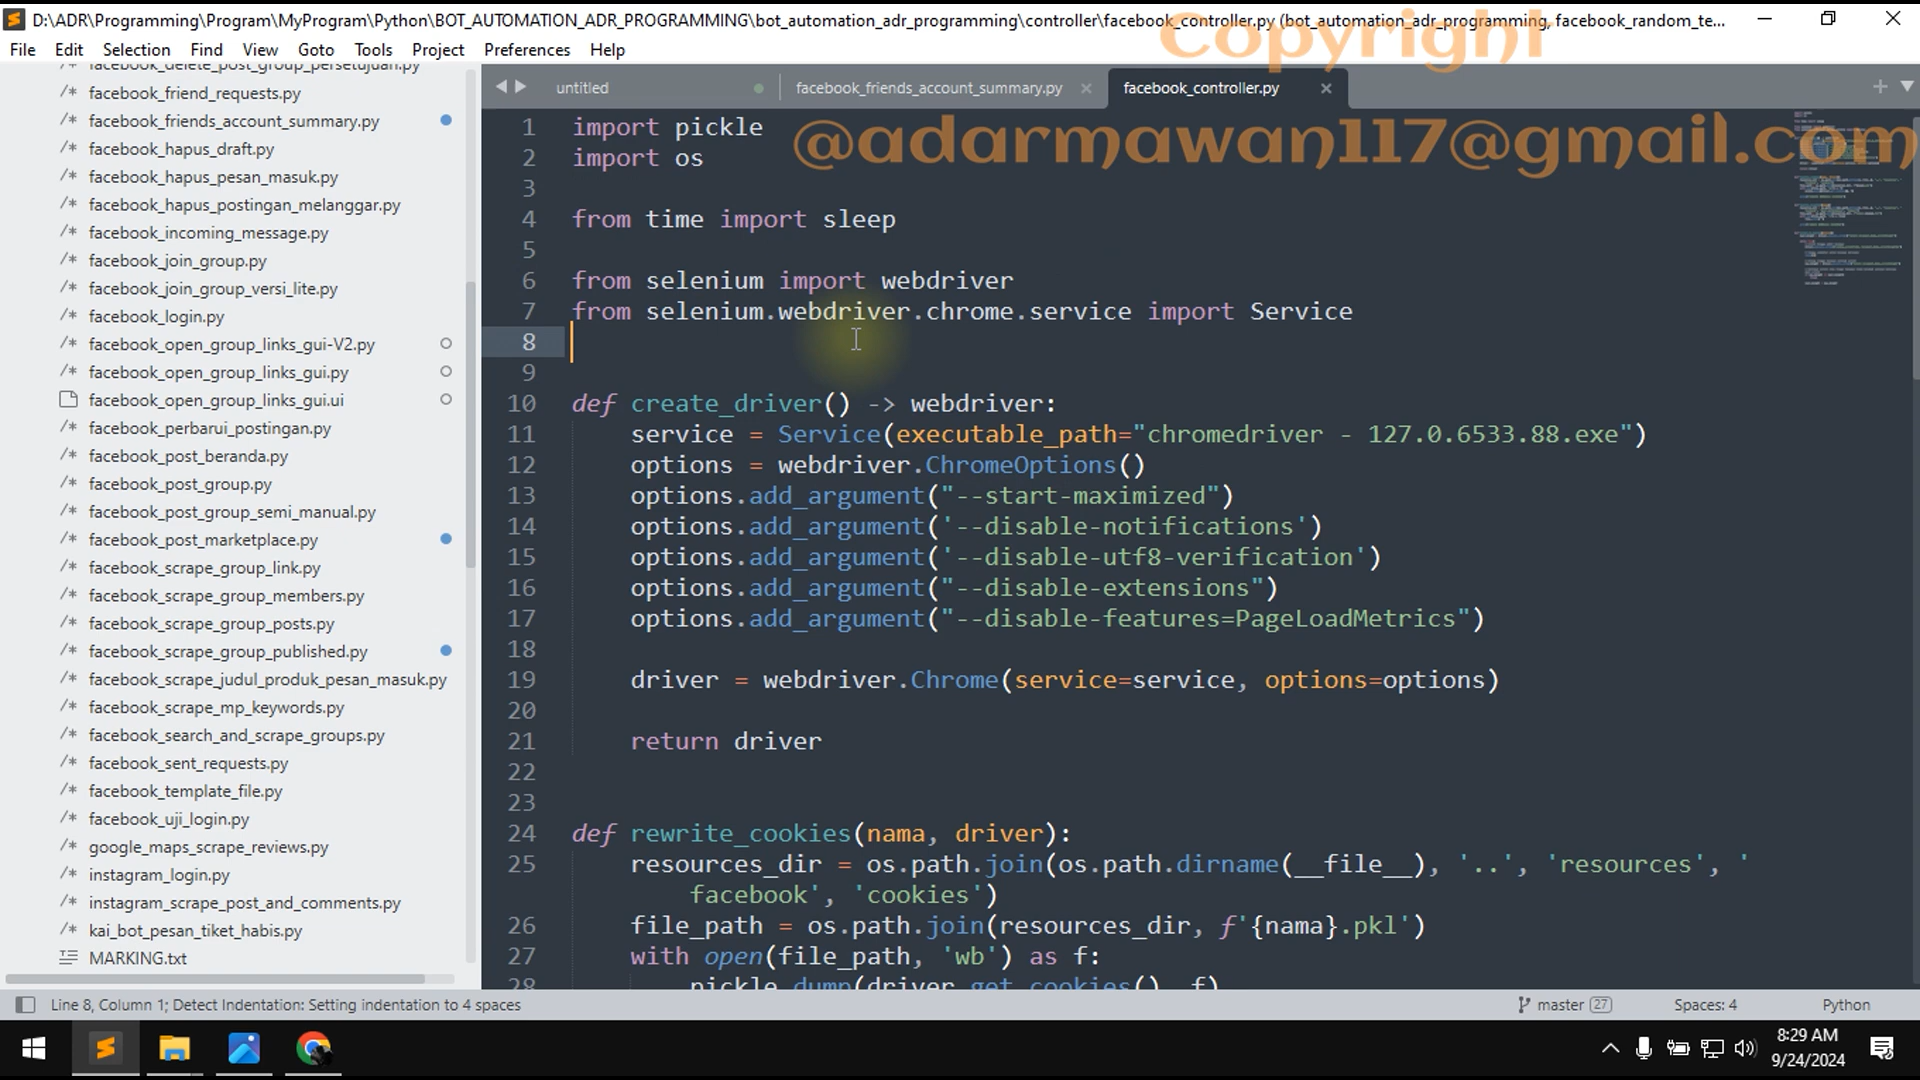 D:\ADR\Programming\Program\MyProgram\Python\BOT_AUTOMATION_ADR_PROGRAMMING\bot_automation_adr_programming\controller\facebook_controller.py (bot_automation_adr_programming, facebook_random_te...
File Edit Selection Find View Goto Tools Project Preferences Help
Copyright
@adarmawan117@gmail.com
facebook_delete_post_group_persetujuan.py
/* facebook_friend_requests.py
/* facebook_friends_account_summary.py
/* facebook_hapus_draft.py
/* facebook_hapus_pesan_masuk.py
/* facebook_hapus_postingan_melanggar.py
/* facebook_incoming_message.py
/* facebook_join_group.py
/* facebook_join_group_versi_lite.py
/* facebook_login.py
/* facebook_open_group_links_gui-V2.py
/* facebook_open_group_links_gui.py
facebook_open_group_links_gui.ui
/* facebook_perbarui_postingan.py
/* facebook_post_beranda.py
/* facebook_post_group.py
/* facebook_post_group_semi_manual.py
/* facebook_post_marketplace.py
/* facebook_scrape_group_link.py
/* facebook_scrape_group_members.py
/* facebook_scrape_group_posts.py
/* facebook_scrape_group_published.py
/* facebook_scrape_judul_produk_pesan_masuk.py
/* facebook_scrape_mp_keywords.py
/* facebook_search_and_scrape_groups.py
/* facebook_sent_requests.py
/* facebook_template_file.py
/* facebook_uji_login.py
/* google_maps_scrape_reviews.py
/* instagram_login.py
/* instagram_scrape_post_and_comments.py
/* kai_bot_pesan_tiket_habis.py
MARKING.txt
untitled facebook_friends_account_summary.py facebook_controller.py
1 import pickle
2 import os
3
4 from time import sleep
5
6 from selenium import webdriver
7 from selenium.webdriver.chrome.service import Service
8
9
10 def create_driver() -> webdriver:
11 service = Service(executable_path="chromedriver - 127.0.6533.88.exe")
12 options = webdriver.ChromeOptions()
13 options.add_argument("--start-maximized")
14 options.add_argument('--disable-notifications')
15 options.add_argument('--disable-utf8-verification')
16 options.add_argument("--disable-extensions")
17 options.add_argument("--disable-features=PageLoadMetrics")
18
19 driver = webdriver.Chrome(service=service, options=options)
20
21 return driver
22
23
24 def rewrite_cookies(nama, driver):
25 resources_dir = os.path.join(os.path.dirname(__file__), '..', 'resources', '
facebook', 'cookies')
26 file_path = os.path.join(resources_dir, f'{nama}.pkl')
27 with open(file_path, 'wb') as f:
28 pickle.dump(driver.get_cookies(), f)
Line 8, Column 1; Detect Indentation: Setting indentation to 4 spaces
master 27 Spaces: 4 Python
8:29 AM
9/24/2024